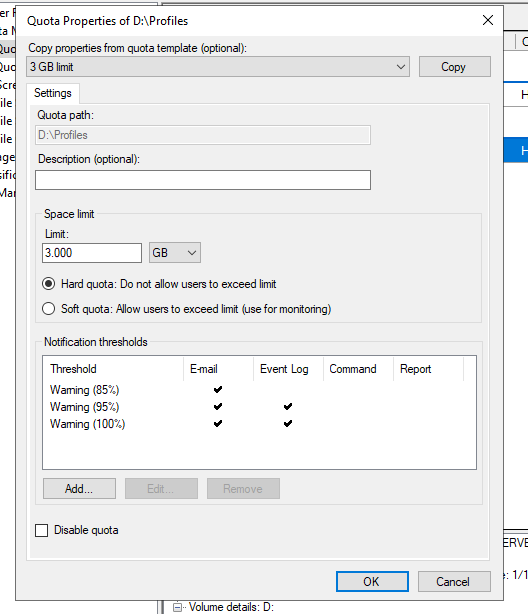 Quota Properties of D:\Profiles
Copy properties from quota template (optional):
3 GB limit
Copy
Settings
Quota path:
D:\Profiles
Description (optional):
Space limit
Limit:
3.000
GB
Hard quota: Do not allow users to exceed limit
Soft quota: Allow users to exceed limit (use for monitoring)
Notification thresholds
Threshold E-mail Event Log Command Report
Warning (85%)
Warning (95%)
Warning (100%)
Add...
Edit...
Remove
Disable quota
OK
Cancel
Volume details: D: